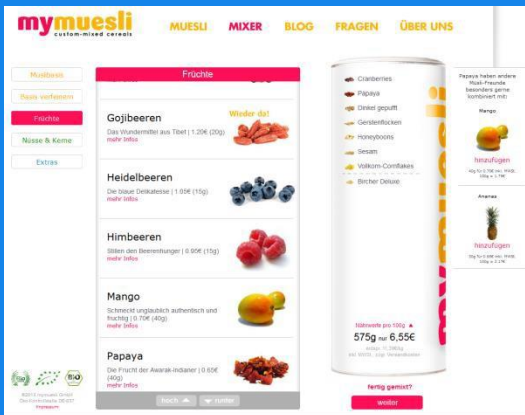 mymuesli
custom-mixed cereals
MUESLI MIXER BLOG FRAGEN ÜBER UNS
Müslibasis
Basis verfeinern
Früchte
Nüsse & Kerne
Extras
Früchte
Gojibeeren
Wieder da!
Das Wundermittel aus Tibet | 1.20€ (20g)
mehr Infos
Heidelbeeren
Die blaue Delikatesse | 1.05€ (15g)
mehr Infos
Himbeeren
Stillen den Beerenhunger | 0.95€ (15g)
mehr Infos
Mango
Schmeckt unglaublich authentisch und
fruchtig | 0.70€ (40g)
mehr Infos
Papaya
Die Frucht der Awarak-Indianer | 0.65€
(40g)
mehr Infos
hoch runter
Cranberries
Papaya
Dinkel gepufft
Gerstenflocken
Honeyboons
Sesam
Vollkorn-Cornflakes
Bircher Deluxe
mymuesli
Nährwerte pro 100g
575g nur 6,55€
fertig gemixt?
weiter
Papaya haben andere
Müsli-Freunde
besonders gerne
kombiniert mit:
Mango
hinzufügen
Ananas
hinzufügen
BIO
Impressum